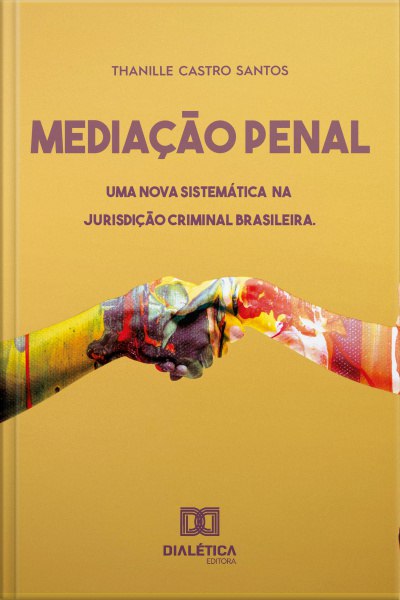 THANILLE CASTRO SANTOS
MEDIAÇÃO PENAL
UMA NOVA SISTEMÁTICA NA
JURISDIÇÃO CRIMINAL BRASILEIRA.
DIALÉTICA
EDITORA